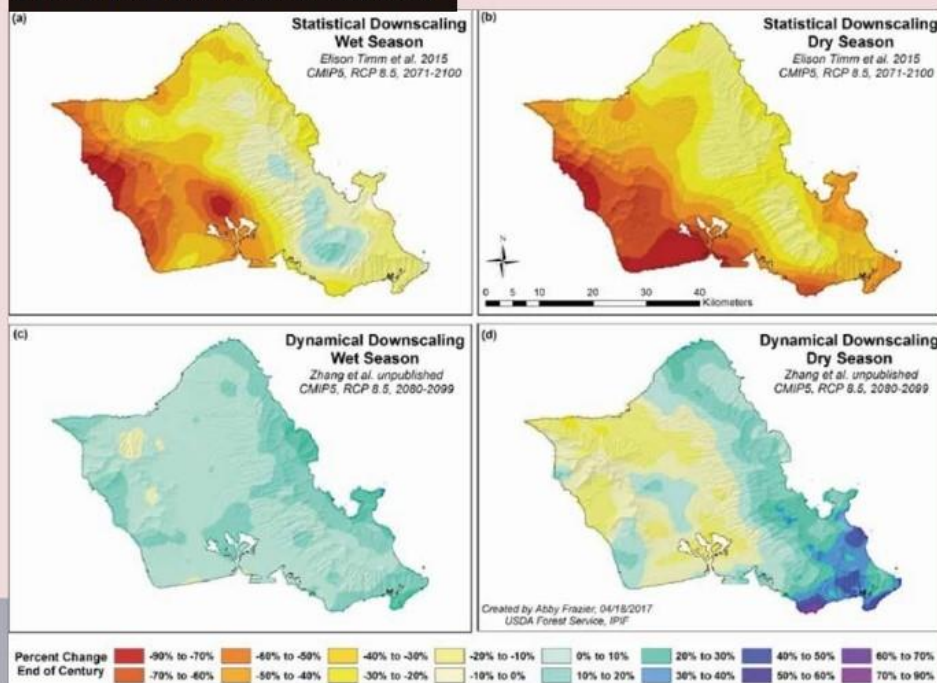 (a)
Statistical Downscaling
Wet Season
Elison Timm et al. 2015
CMIP5, RCP 8.5, 2071-2100
(b)
Statistical Downscaling
Dry Season
Elison Timm et al. 2015
CMIP5, RCP 8.5, 2071-2100
N
0 5 10 20 30 40
Kilometers
(c)
Dynamical Downscaling
Wet Season
Zhang et al. unpublished
CMIP5, RCP 8.5, 2080-2099
(d)
Dynamical Downscaling
Dry Season
Zhang et al. unpublished
CMIP5, RCP 8.5, 2080-2099
Created by Abby Frazier, 04/18/2017
USDA Forest Service, IPIF
Percent Change
End of Century
-90% to -70% -60% to -50% -40% to -30% -20% to -10% 0% to 10% 20% to 30% 40% to 50% 60% to 70%
-70% to -60% -50% to -40% -30% to -20% -10% to 0% 10% to 20% 30% to 40% 50% to 60% 70% to 90%